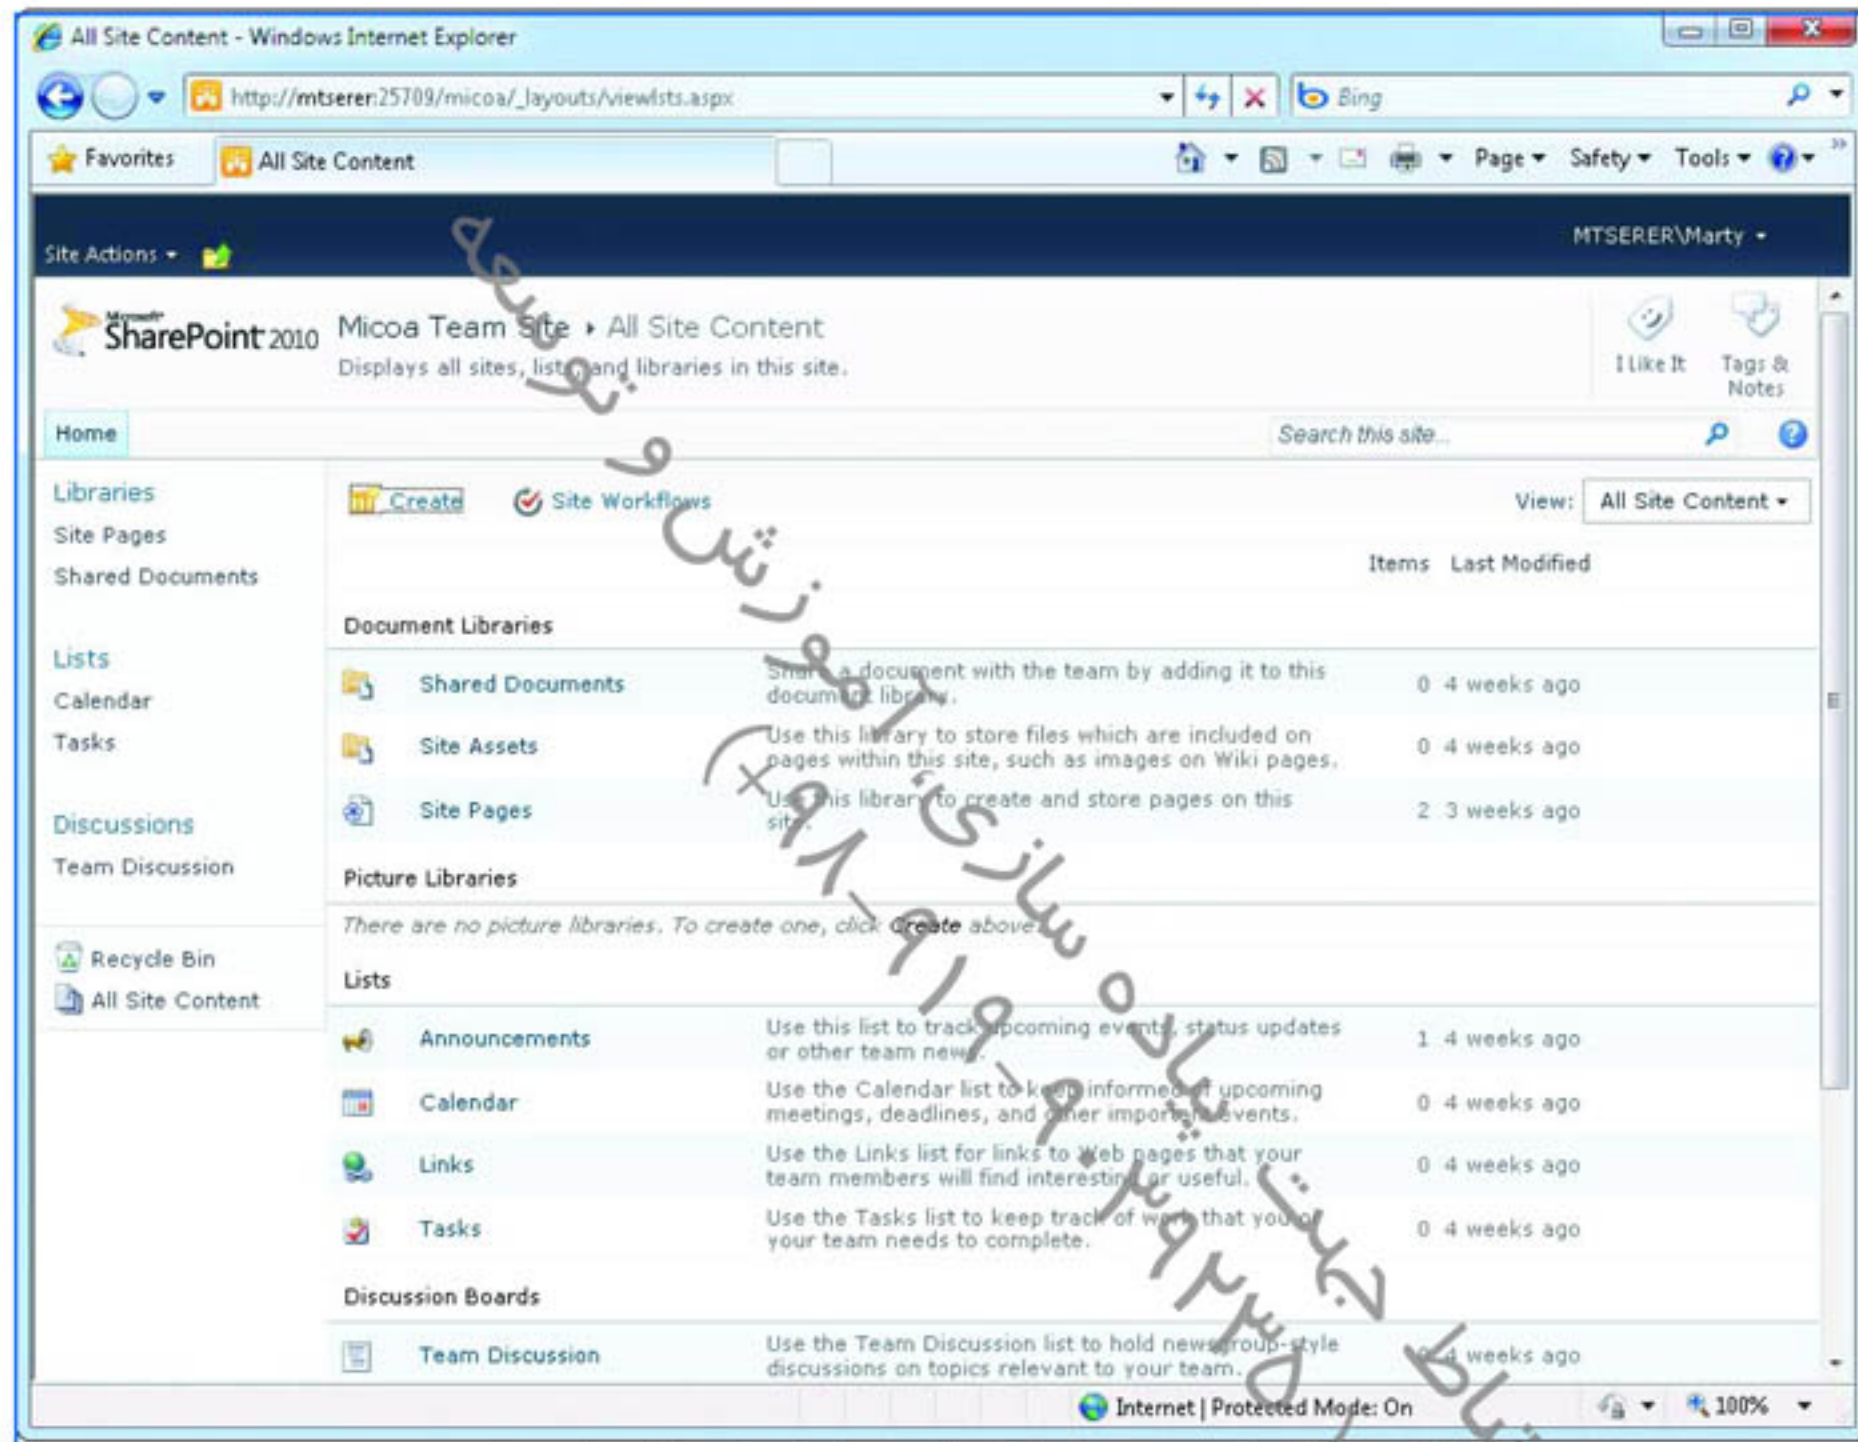 All Site Content - Windows Internet Explorer
http://mtserer:25709/micoa/_layouts/viewlsts.aspx
Bing
Favorites
All Site Content
Page
Safety
Tools
Site Actions
MTSERER\Marty
Microsoft
SharePoint 2010
Micoa Team Site All Site Content
Displays all sites, lists, and libraries in this site.
I Like It
Tags &
Notes
Home
Search this site...
Libraries
Site Pages
Shared Documents
Lists
Calendar
Tasks
Discussions
Team Discussion
Recycle Bin
All Site Content
Create
Site Workflows
View:
All Site Content
Items Last Modified
Document Libraries
Shared Documents
Share a document with the team by adding it to this
document library.
0 4 weeks ago
Site Assets
Use this library to store files which are included on
pages within this site, such as images on Wiki pages.
0 4 weeks ago
Site Pages
Use this library to create and store pages on this
site.
2 3 weeks ago
Picture Libraries
There are no picture libraries. To create one, click Create above.
Lists
Announcements
Use this list to track upcoming events, status updates
or other team news.
1 4 weeks ago
Calendar
Use the Calendar list to keep informed of upcoming
meetings, deadlines, and other important events.
0 4 weeks ago
Links
Use the Links list for links to Web pages that your
team members will find interesting or useful.
0 4 weeks ago
Tasks
Use the Tasks list to keep track of work that you or
your team needs to complete.
0 4 weeks ago
Discussion Boards
Team Discussion
Use the Team Discussion list to hold newsgroup-style
discussions on topics relevant to your team.
4 weeks ago
Internet | Protected Mode: On
100%
جهت پیاده سازی، آموزش و توسعه